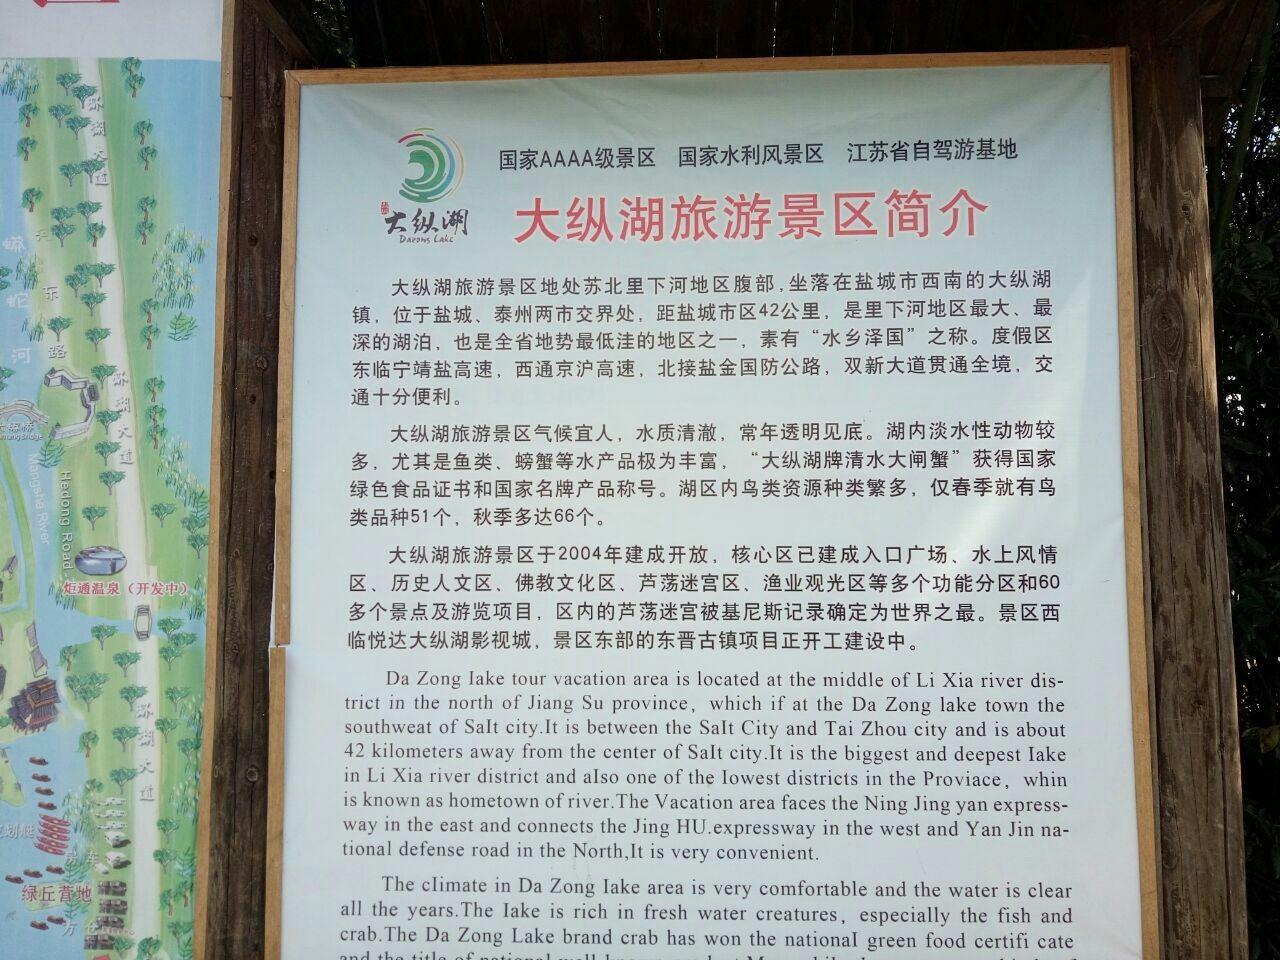 国家AAAA级景区 国家水利风景区 江苏省自驾游基地
大纵湖
Dazong Lake
大纵湖旅游景区简介
大纵湖旅游景区地处苏北里下河地区腹部,坐落在盐城市西南的大纵湖
镇，位于盐城、泰州两市交界处，距盐城市区42公里，是里下河地区最大、最
深的湖泊，也是全省地势最低洼的地区之一，素有“水乡泽国”之称。度假区
东临宁靖盐高速，西通京沪高速，北接盐金国防公路，双新大道贯通全境，交
通十分便利。
大纵湖旅游景区气候宜人，水质清澈，常年透明见底。湖内淡水性动物较
多，尤其是鱼类、螃蟹等水产品极为丰富，“大纵湖牌清水大闸蟹”获得国家
绿色食品证书和国家名牌产品称号。湖区内鸟类资源种类繁多，仅春季就有鸟
类品种51个，秋季多达66个。
大纵湖旅游景区于2004年建成开放，核心区已建成入口广场、水上风情
区、历史人文区、佛教文化区、芦荡迷宫区、渔业观光区等多个功能分区和60
多个景点及游览项目，区内的芦荡迷宫被基尼斯记录确定为世界之最。景区西
临悦达大纵湖影视城，景区东部的东晋古镇项目正开工建设中。
Da Zong Iake tour vacation area is located at the middle of Li Xia river dis-
trict in the north of Jiang Su province，which if at the Da Zong lake town the
southweat of SaIt city.It is between the SaIt City and Tai Zhou city and is about
42 kilometers away from the center of SaIt city.It is the biggest and deepest Iake
in Li Xia river district and aIso one of the Iowest districts in the Proviace，whin
is known as hometown of river.The Vacation area faces the Ning Jing yan express-
way in the east and connects the Jing HU.expressway in the west and Yan Jin na-
tional defense road in the North,It is very convenient.
The cIimate in Da Zong Iake area is very comfortable and the water is clear
all the years.The Iake is rich in fresh water creatures，especially the fish and
crab.The Da Zong Lake brand crab has won the nationaI green food certifi cate
环湖大道
蟒蛇河
东路
环湖大道
Mangshe River
Hedong Road
炬通温泉（开发中）
环湖大道
房车
绿丘营地
方仓